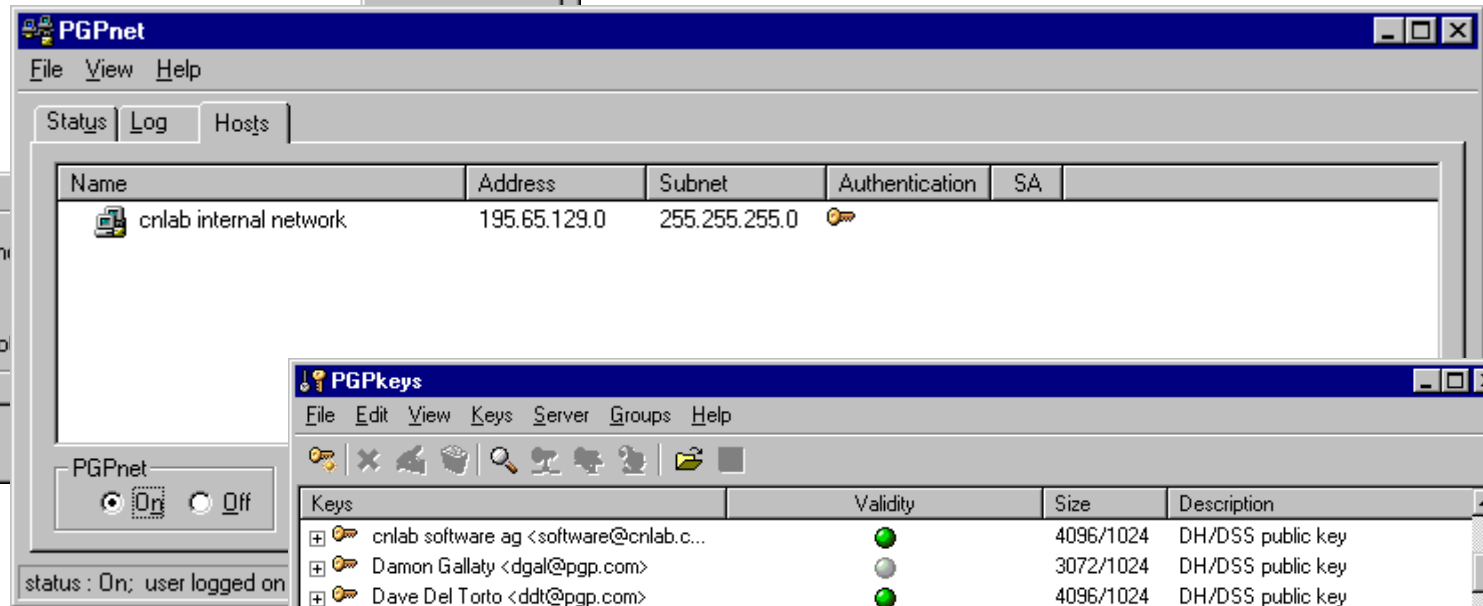 PGPnet
File View Help
Status Log Hosts
Name Address Subnet Authentication SA
cnlab internal network 195.65.129.0 255.255.255.0
PGPkeys
File Edit View Keys Server Groups Help
PGPnet
On Off
Keys Validity Size Description
cnlab software ag <software@cnlab.c... 4096/1024 DH/DSS public key
Damon Gallaty <dgal@pgp.com> 3072/1024 DH/DSS public key
status : On; user logged on
Dave Del Torto <ddt@pgp.com> 4096/1024 DH/DSS public key